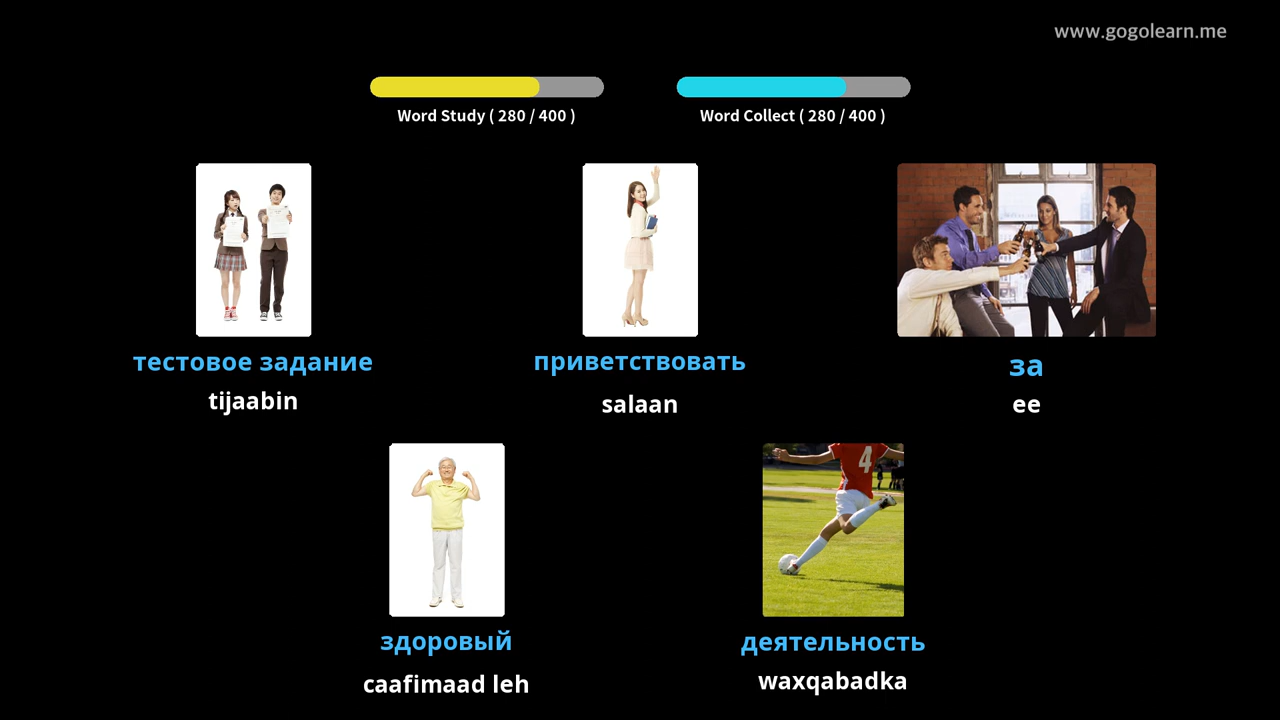 www.gogolearn.me
Word Study ( 280 / 400 )
Word Collect ( 280 / 400 )
тестовое задание
tijaabin
приветствовать
salaan
за
ee
4
здоровый
caafimaad leh
деятельность
waxqabadka